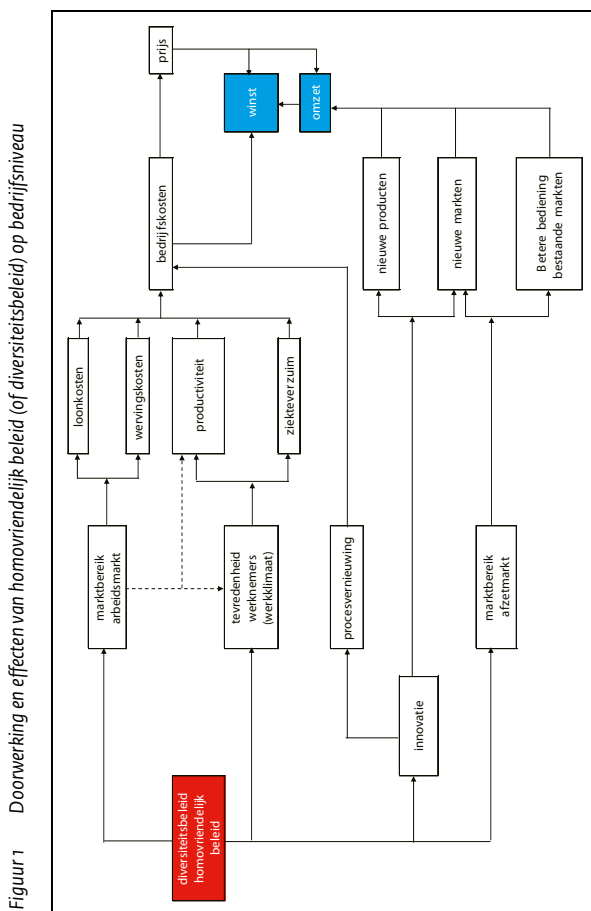 Figuur 1 Doorwerking en effecten van homovriendelijk beleid (of diversiteitsbeleid) op bedrijfsniveau
diversiteitsbeleid
homovriendelijk
beleid
marktbereik
arbeidsmarkt
tevredenheid
werknemers
(werkklimaat)
innovatie
procesvernieuwing
marktbereik
afzetmarkt
loonkosten
wervingskosten
productiviteit
ziekteverzuim
bedrijfskosten
nieuwe producten
nieuwe markten
Betere bediening
bestaande markten
prijs
winst
omzet